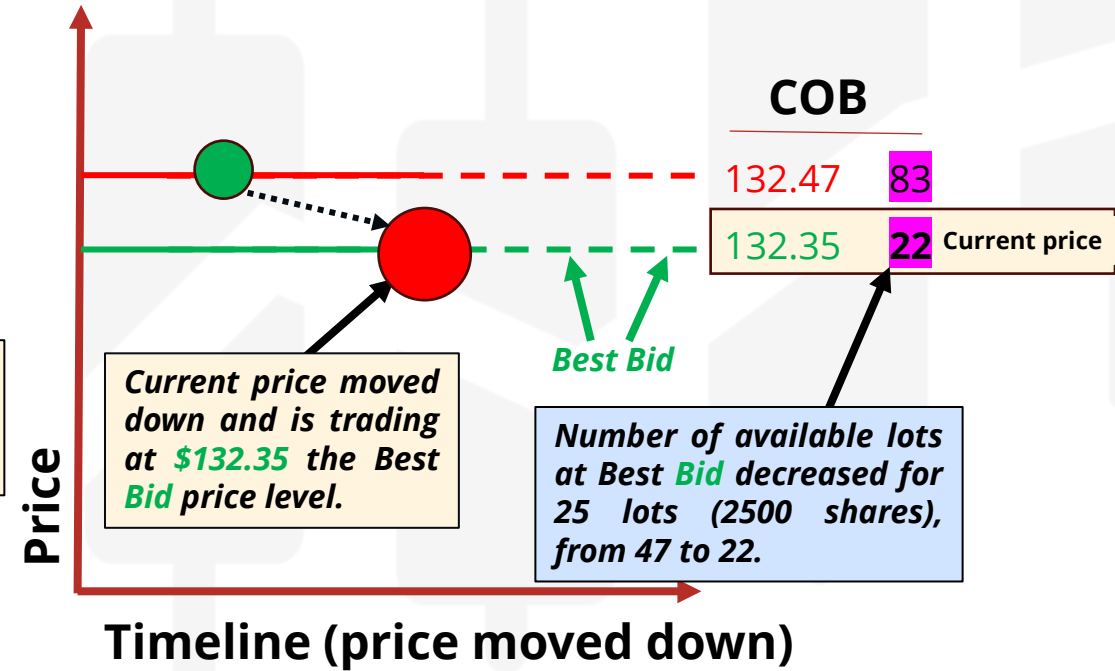 COB
132.47 83
132.35 22 Current price
Best Bid
Current price moved
down and is trading
at $132.35 the Best
Bid price level.
Number of available lots
at Best Bid decreased for
25 lots (2500 shares),
from 47 to 22.
Price
Timeline (price moved down)